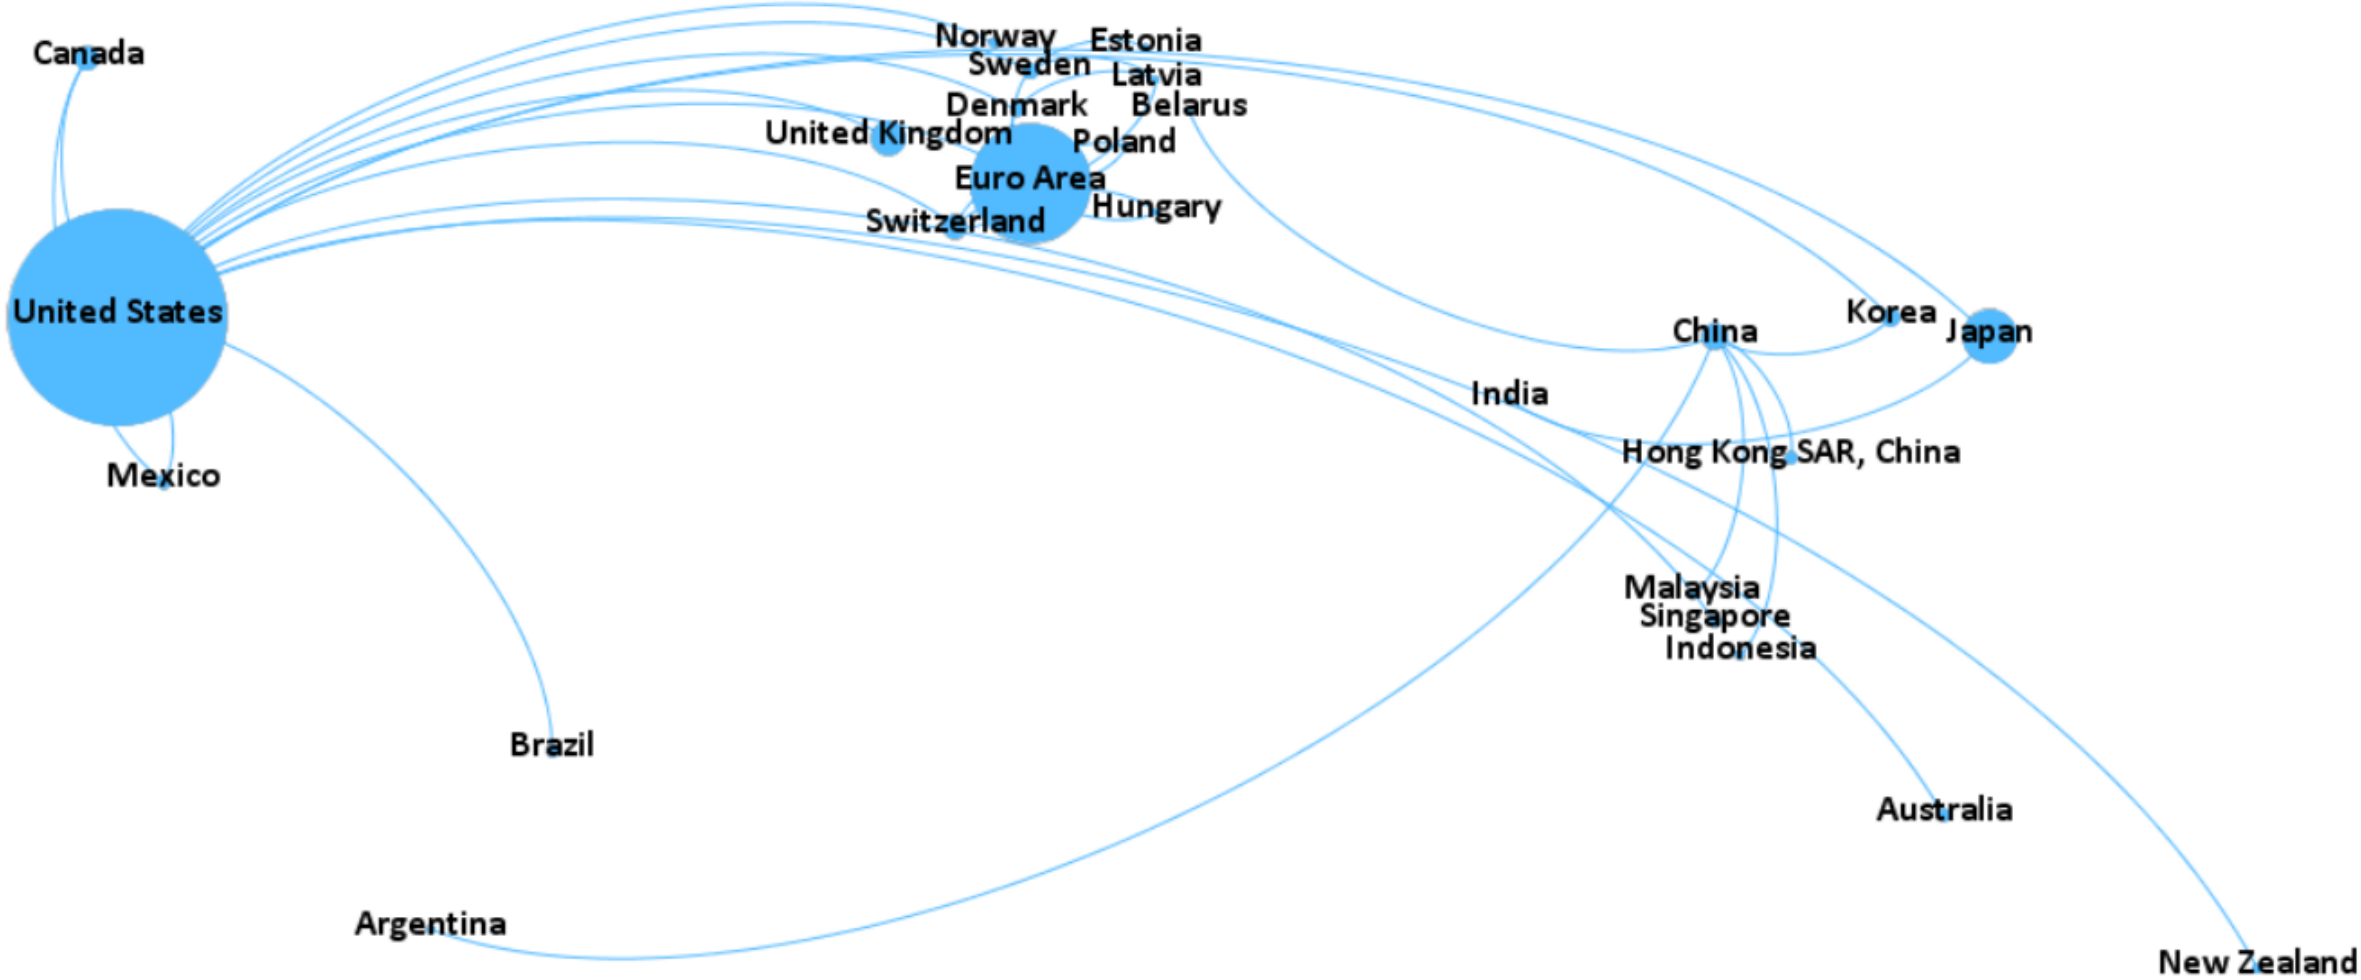 Norway
Estonia
Canada
Sweden
Latvia
Denmark
Belarus
United Kingdom
Poland
Euro Area
Hungary
Switzerland
United States
Korea
China
Japan
India
Hong Kong SAR, China
Mexico
Malaysia
Singapore
Indonesia
Brazil
Australia
Argentina
New Zealand